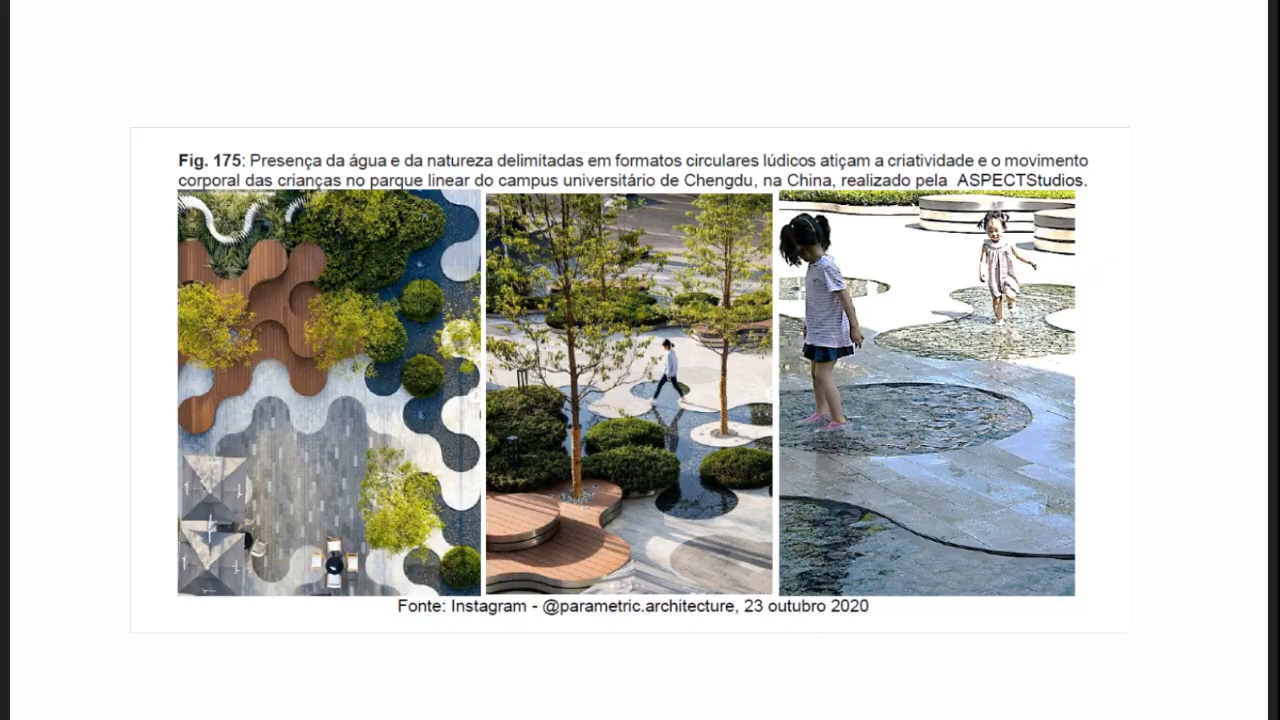 Fig. 175: Presença da água e da natureza delimitadas em formatos circulares lúdicos atiçam a criatividade e o movimento
corporal das crianças no parque linear do campus universitário de Chengdu, na China, realizado pela ASPECTStudios.
Fonte: Instagram - @parametric.architecture, 23 outubro 2020